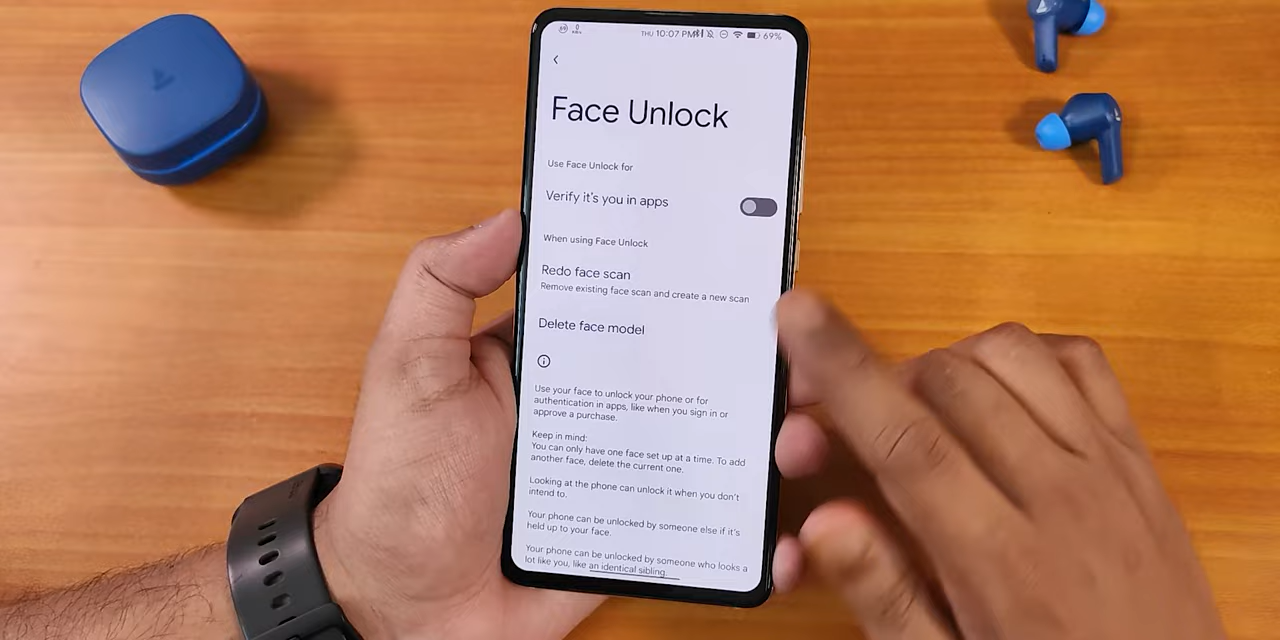 THU 10:07 PM 69%
Face Unlock
Use Face Unlock for
Verify it's you in apps
When using Face Unlock
Redo face scan
Remove existing face scan and create a new scan
Delete face model
Use your face to unlock your phone or for
authentication in apps, like when you sign in or
approve a purchase.
Keep in mind:
You can only have one face set up at a time. To add
another face, delete the current one.
Looking at the phone can unlock it when you don't
intend to.
Your phone can be unlocked by someone else if it's
held up to your face.
Your phone can be unlocked by someone who looks a
lot like you, like an identical sibling.